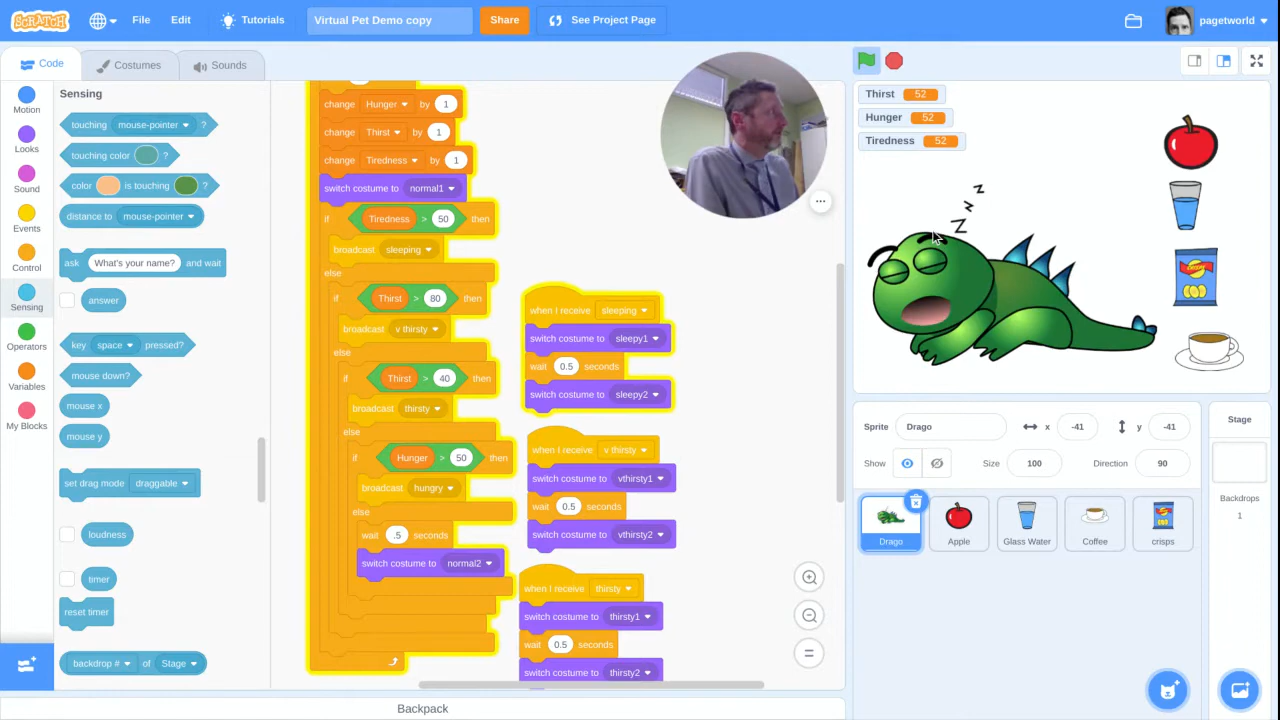 SCRATCH File Edit Tutorials Virtual Pet Demo copy Share See Project Page pagetworld
Code Costumes Sounds
Motion
Looks
Sound
Events
Control
Sensing
Operators
Variables
My Blocks
Sensing
touching mouse-pointer ?
touching color ?
color is touching ?
distance to mouse-pointer
ask What's your name? and wait
answer
key space pressed?
mouse down?
mouse x
mouse y
set drag mode draggable
loudness
timer
reset timer
backdrop # of Stage
change Hunger by 1
change Thirst by 1
change Tiredness by 1
switch costume to normal1
if Tiredness > 50 then
broadcast sleeping
else
if Thirst > 80 then
broadcast v thirsty
else
if Thirst > 40 then
broadcast thirsty
else
if Hunger > 50 then
broadcast hungry
else
wait .5 seconds
switch costume to normal2
when I receive sleeping
switch costume to sleepy1
wait 0.5 seconds
switch costume to sleepy2
when I receive v thirsty
switch costume to vthirsty1
wait 0.5 seconds
switch costume to vthirsty2
when I receive thirsty
switch costume to thirsty1
wait 0.5 seconds
switch costume to thirsty2
Backpack
Thirst 52
Hunger 52
Tiredness 52
z
z
z
Sprite Drago x -41 y -41
Show Size 100 Direction 90
Drago
Apple
Glass Water
Coffee
crisps
Stage
Backdrops
1